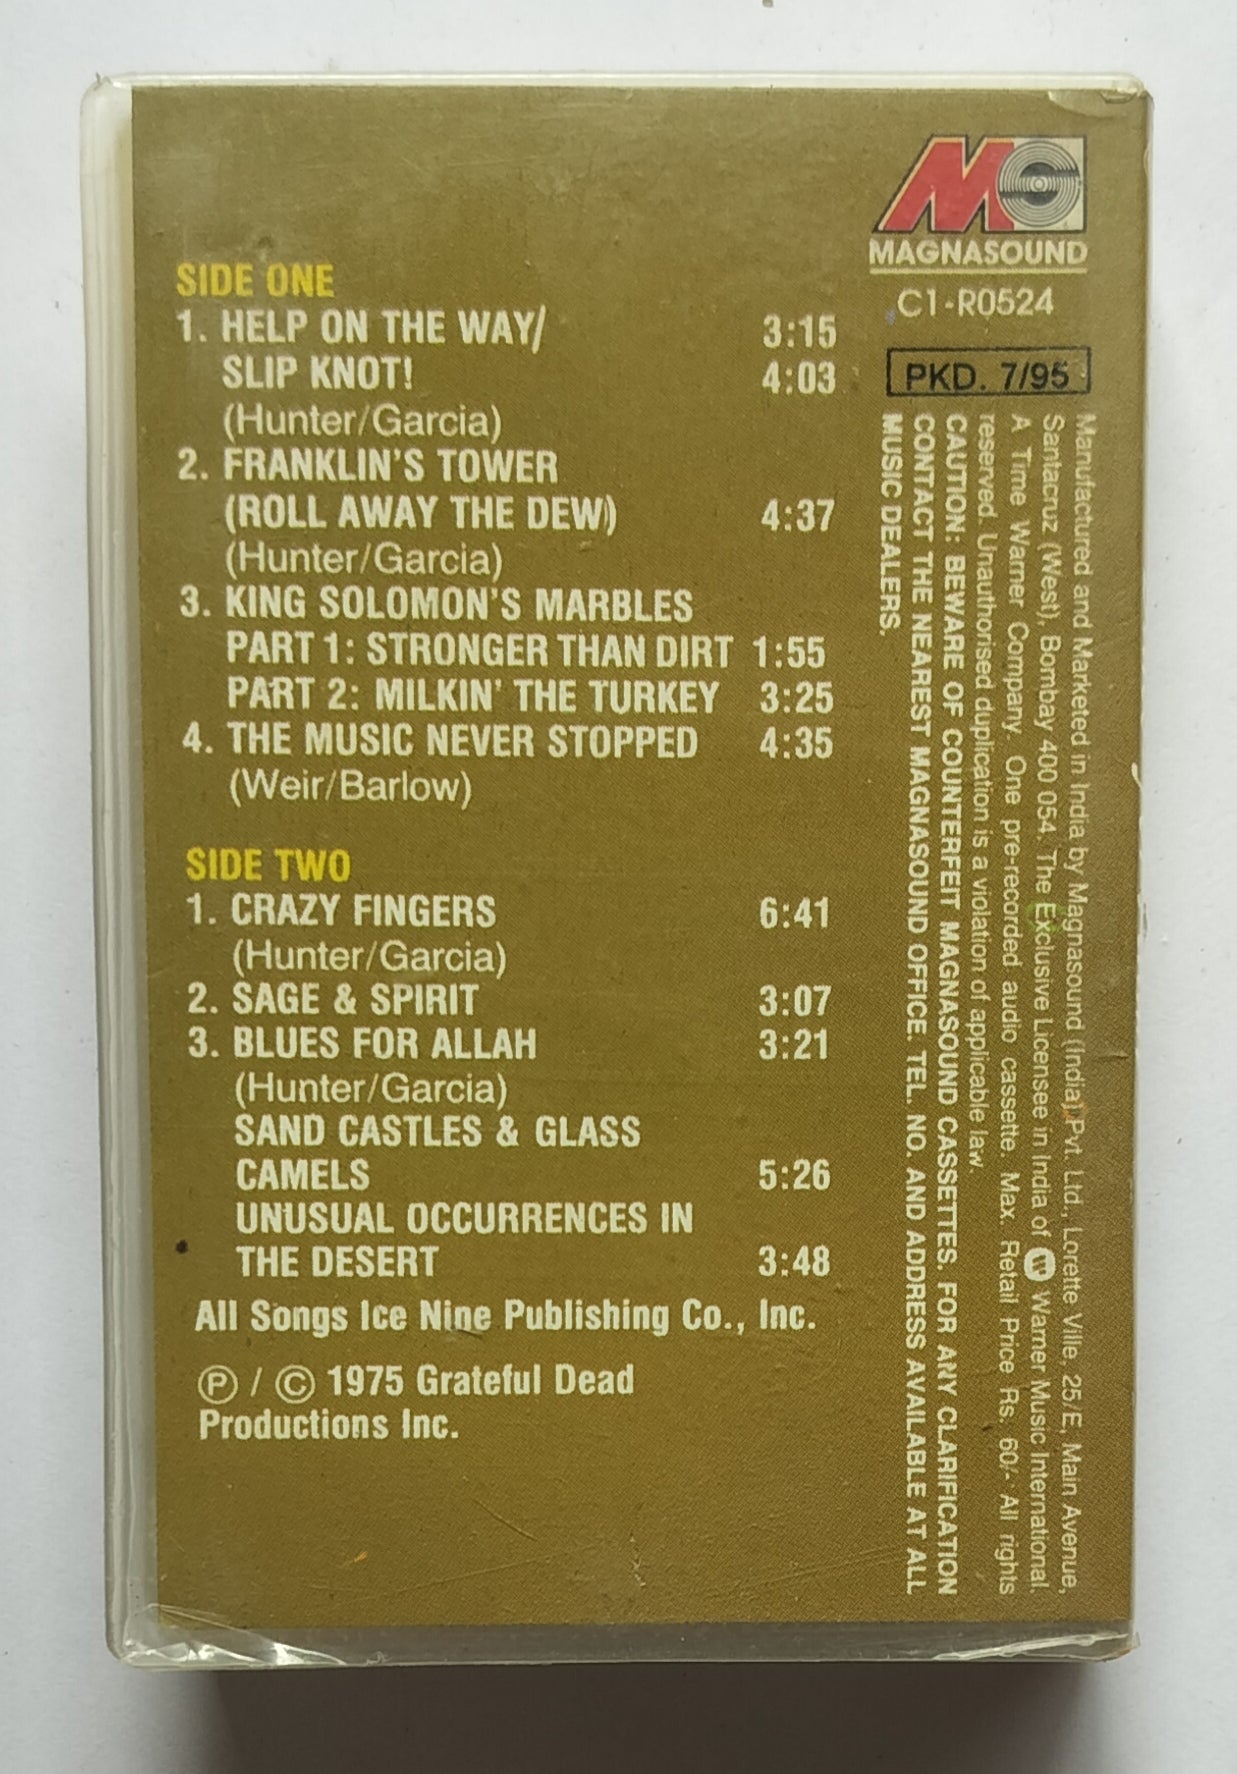 MG
MAGNASOUND
C1-R0524
PKD. 7/95
SIDE ONE
1. HELP ON THE WAY/ 3:15
SLIP KNOT! 4:03
(Hunter/Garcia)
2. FRANKLIN'S TOWER
(ROLL AWAY THE DEW) 4:37
(Hunter/Garcia)
3. KING SOLOMON'S MARBLES
PART 1: STRONGER THAN DIRT 1:55
PART 2: MILKIN' THE TURKEY 3:25
4. THE MUSIC NEVER STOPPED 4:35
(Weir/Barlow)
SIDE TWO
1. CRAZY FINGERS 6:41
(Hunter/Garcia)
2. SAGE & SPIRIT 3:07
3. BLUES FOR ALLAH 3:21
(Hunter/Garcia)
SAND CASTLES & GLASS
CAMELS 5:26
UNUSUAL OCCURRENCES IN
THE DESERT 3:48
All Songs Ice Nine Publishing Co., Inc.
Ⓟ / © 1975 Grateful Dead
Productions Inc.
Manufactured and Marketed in India by Magnasound (India) Pvt. Ltd., Lorette Ville, 25/E, Main Avenue,
Santacruz (West), Bombay 400 054. The Exclusive Licensee in India of W Warner Music International.
A Time Warner Company. One pre-recorded audio cassette. Max. Retail Price Rs. 60/- All rights
reserved. Unauthorised duplication is a violation of applicable law.
CAUTION: BEWARE OF COUNTERFEIT MAGNASOUND CASSETTES. FOR ANY CLARIFICATION
CONTACT THE NEAREST MAGNASOUND OFFICE. TEL. NO. AND ADDRESS AVAILABLE AT ALL
MUSIC DEALERS.